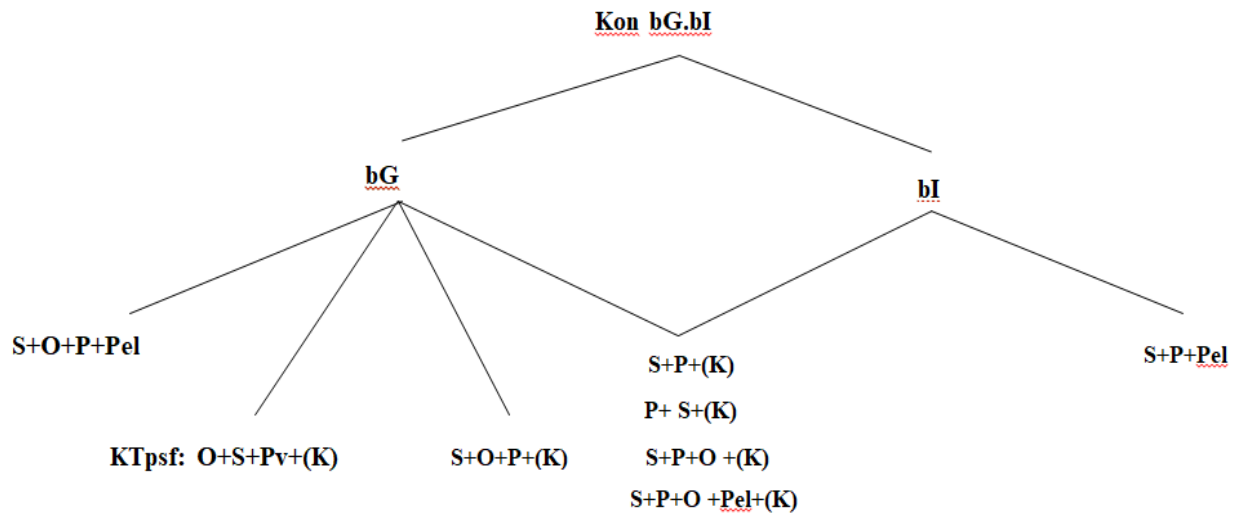 Kon bG.bI
bG
bI
S+O+P+Pel
S+P+(K)
S+P+Pel
P+ S+(K)
KTpsf: O+S+Pv+(K)
S+O+P+(K)
S+P+O +(K)
S+P+O +Pel+(K)